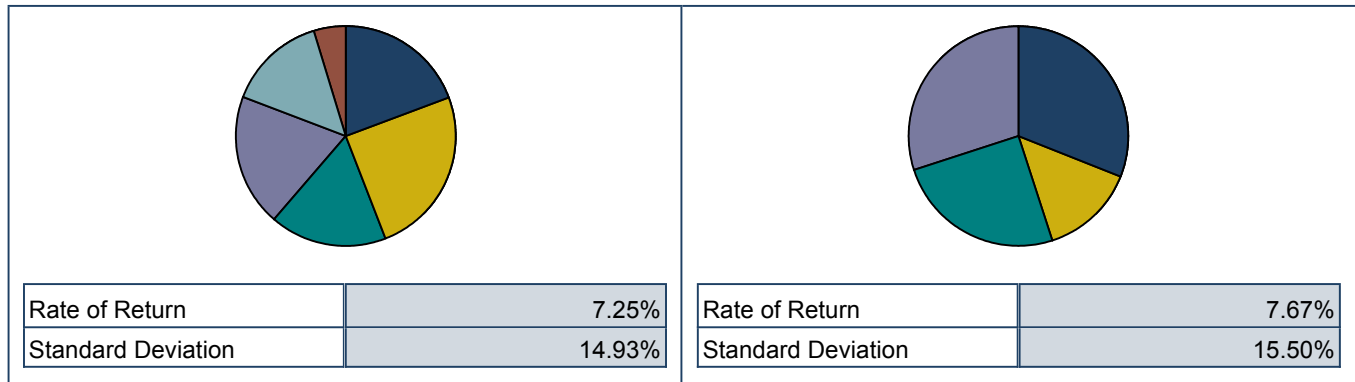 Rate of Return 7.25%
Standard Deviation 14.93%
Rate of Return 7.67%
Standard Deviation 15.50%